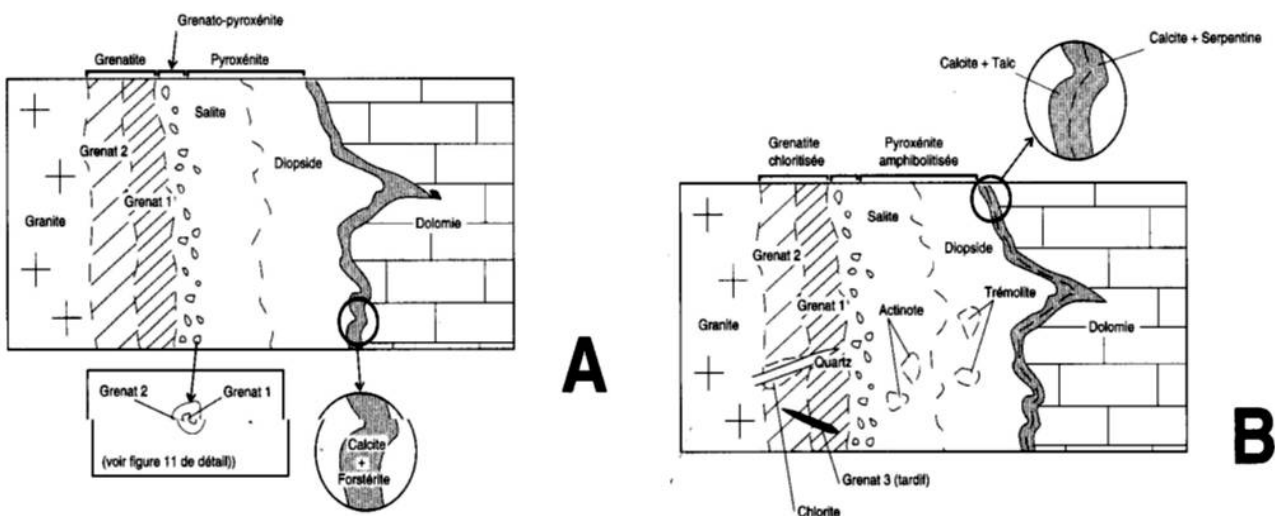 Grenato-pyroxénite
Grenatite
Pyroxénite
Salite
Grenat 2
Diopside
Grenat 1
Granite
Dolomie
Grenat 2
Grenat 1
(voir figure 11 de détail))
Calcite
+
Forstérite
A
Calcite + Serpentine
Calcite + Talc
Grenatite
chloritisée
Pyroxénite
amphibolitisée
Salite
Diopside
Grenat 2
Trémolite
Grenat 1
Actinote
Granite
Dolomie
Quartz
Grenat 3 (tardif)
Chlorite
B